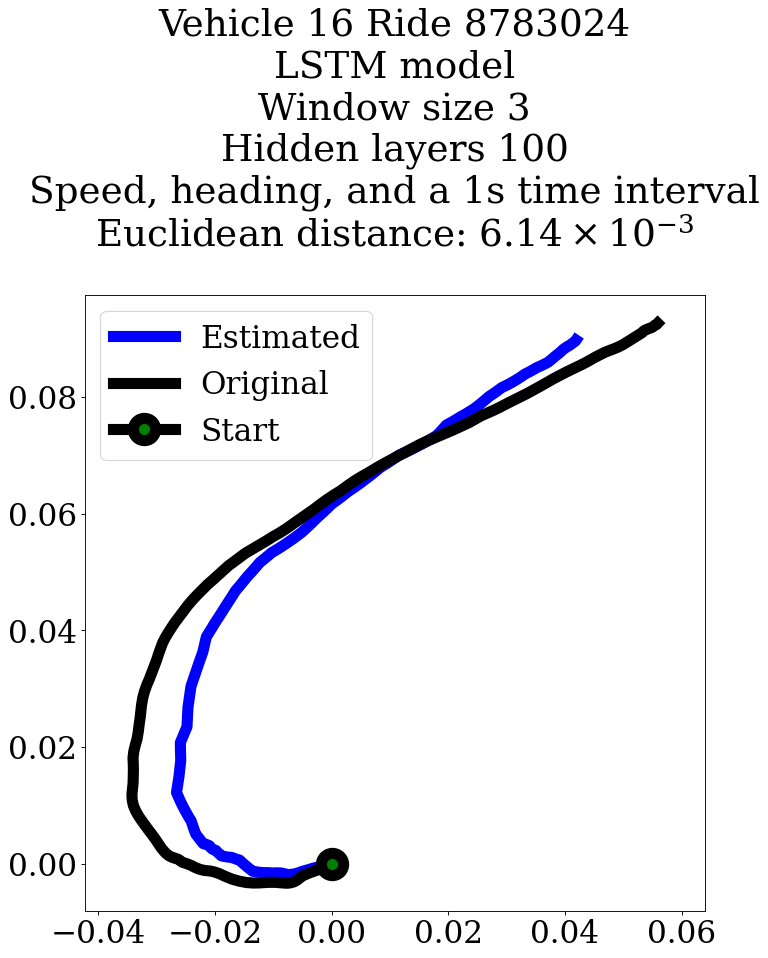 Vehicle 16 Ride 8783024
LSTM model
Window size 3
Hidden layers 100
Speed, heading, and a 1s time interval
Euclidean distance: 6.14 × 10⁻³
Estimated
Original
Start
0.08
0.06
0.04
0.02
0.00
−0.04 −0.02 0.00 0.02 0.04 0.06